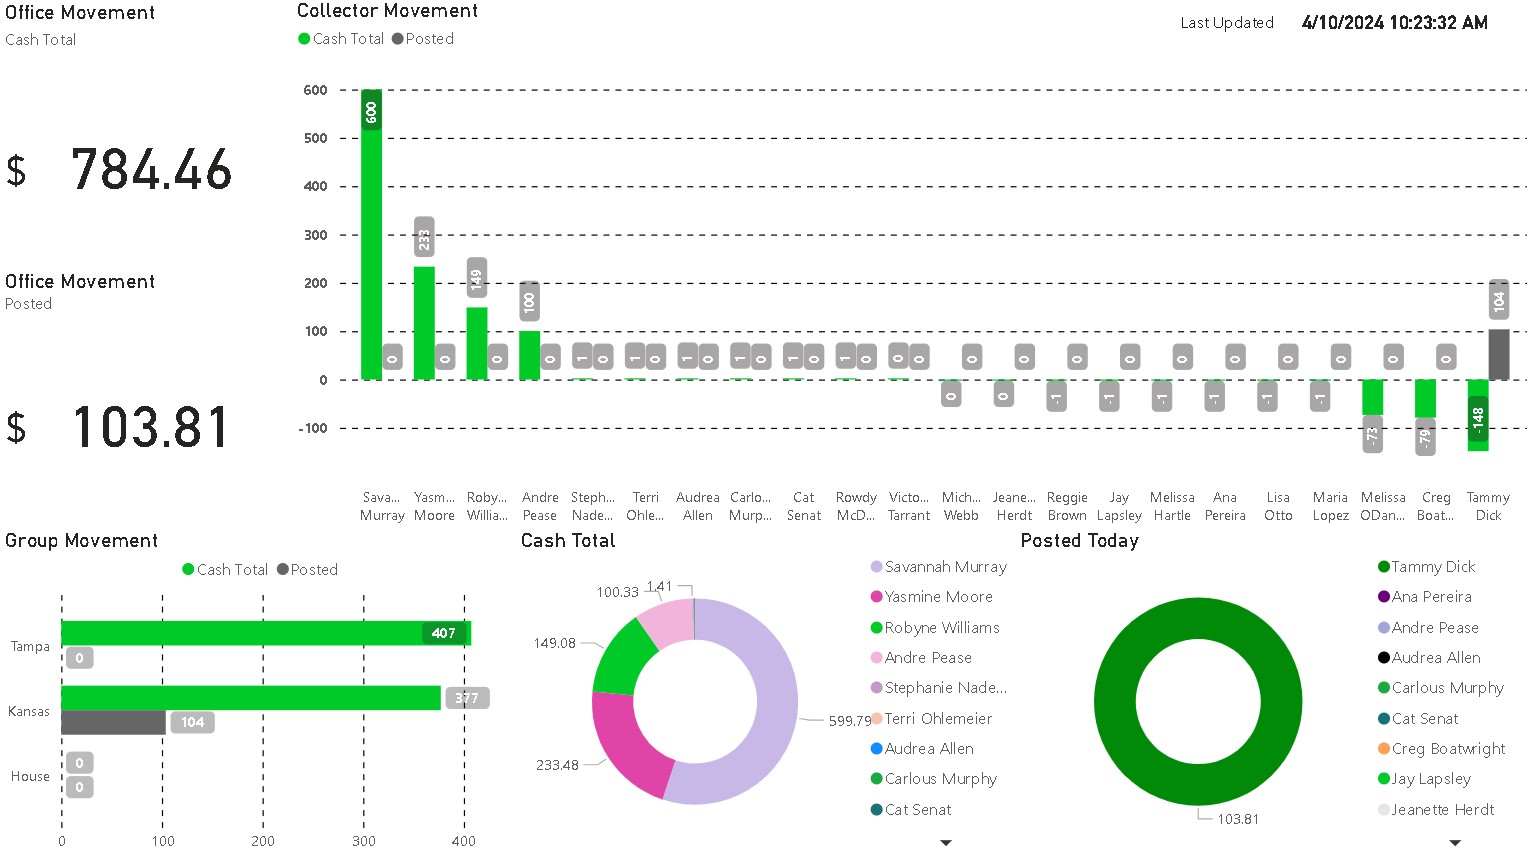 Office Movement
Cash Total
$ 784.46
Office Movement
Posted
$ 103.81
Collector Movement
Cash Total Posted
Last Updated 4/10/2024 10:23:32 AM
600
500
400
300
200
100
0
-100
600 0 233 0 149 0 100 0 1 0 1 0 1 0 1 0 1 0 1 0 0 0 0 0 0 0 -1 0 -1 0 -1 0 -1 0 -1 0 -1 0 -73 0 -79 0 -148 104
Sava... Yasm... Roby... Andre Steph... Terri Audrea Carlo... Cat Rowdy Victo... Mich... Jeane... Reggie Jay Melissa Ana Lisa Maria Melissa Creg Tammy
Murray Moore Willia... Pease Nade... Ohle... Allen Murp... Senat McD... Tarrant Webb Herdt Brown Lapsley Hartle Pereira Otto Lopez ODan... Boat... Dick
Group Movement
Cash Total Posted
Tampa
407
0
Kansas
377
104
House
0
0
0 100 200 300 400
Cash Total
1.41
100.33
149.08
233.48
599.79
Savannah Murray
Yasmine Moore
Robyne Williams
Andre Pease
Stephanie Nade...
Terri Ohlemeier
Audrea Allen
Carlous Murphy
Cat Senat
Posted Today
103.81
Tammy Dick
Ana Pereira
Andre Pease
Audrea Allen
Carlous Murphy
Cat Senat
Creg Boatwright
Jay Lapsley
Jeanette Herdt